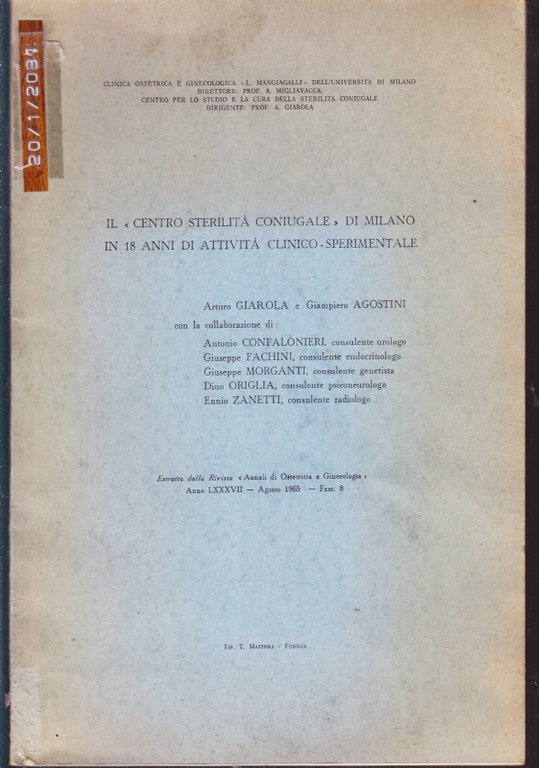 20/1/2081
CLINICA OSTETRICA E GINECOLOGICA «L. MANGIAGALLI» DELL'UNIVERSITÀ DI MILANO
DIRETTORE: PROF. A. MIGLIAVACCA
CENTRO PER LO STUDIO E LA CURA DELLA STERILITÀ CONIUGALE
DIRIGENTE: PROF. A. GIAROLA
IL «CENTRO STERILITÀ CONIUGALE» DI MILANO
IN 18 ANNI DI ATTIVITÀ CLINICO-SPERIMENTALE
Arturo GIAROLA e Giampiero AGOSTINI
con la collaborazione di:
Antonio CONFALONIERI, consulente urologo
Giuseppe FACHINI, consulente endocrinologo
Giuseppe MORGANTI, consulente genetista
Dino ORIGLIA, consulente psiconeurologo
Ennio ZANETTI, consulente radiologo
Estratto dalla Rivista «Annali di Ostetricia e Ginecologia»
Anno LXXXVII — Agosto 1965 — Fasc. 8
TIP. T. MATTIOLI - FIDENZA